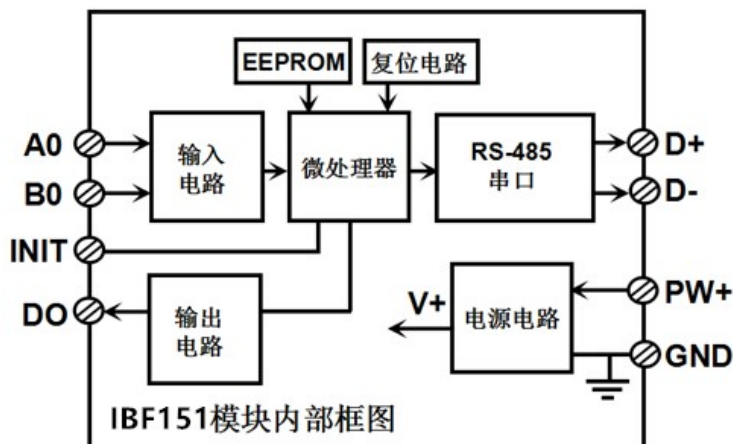 EEPROM
复位电路
A0
B0
INIT
DO
输入
电路
微处理器
RS-485
串口
D+
D-
输出
电路
V+
电源电路
PW+
GND
IBF151模块内部框图